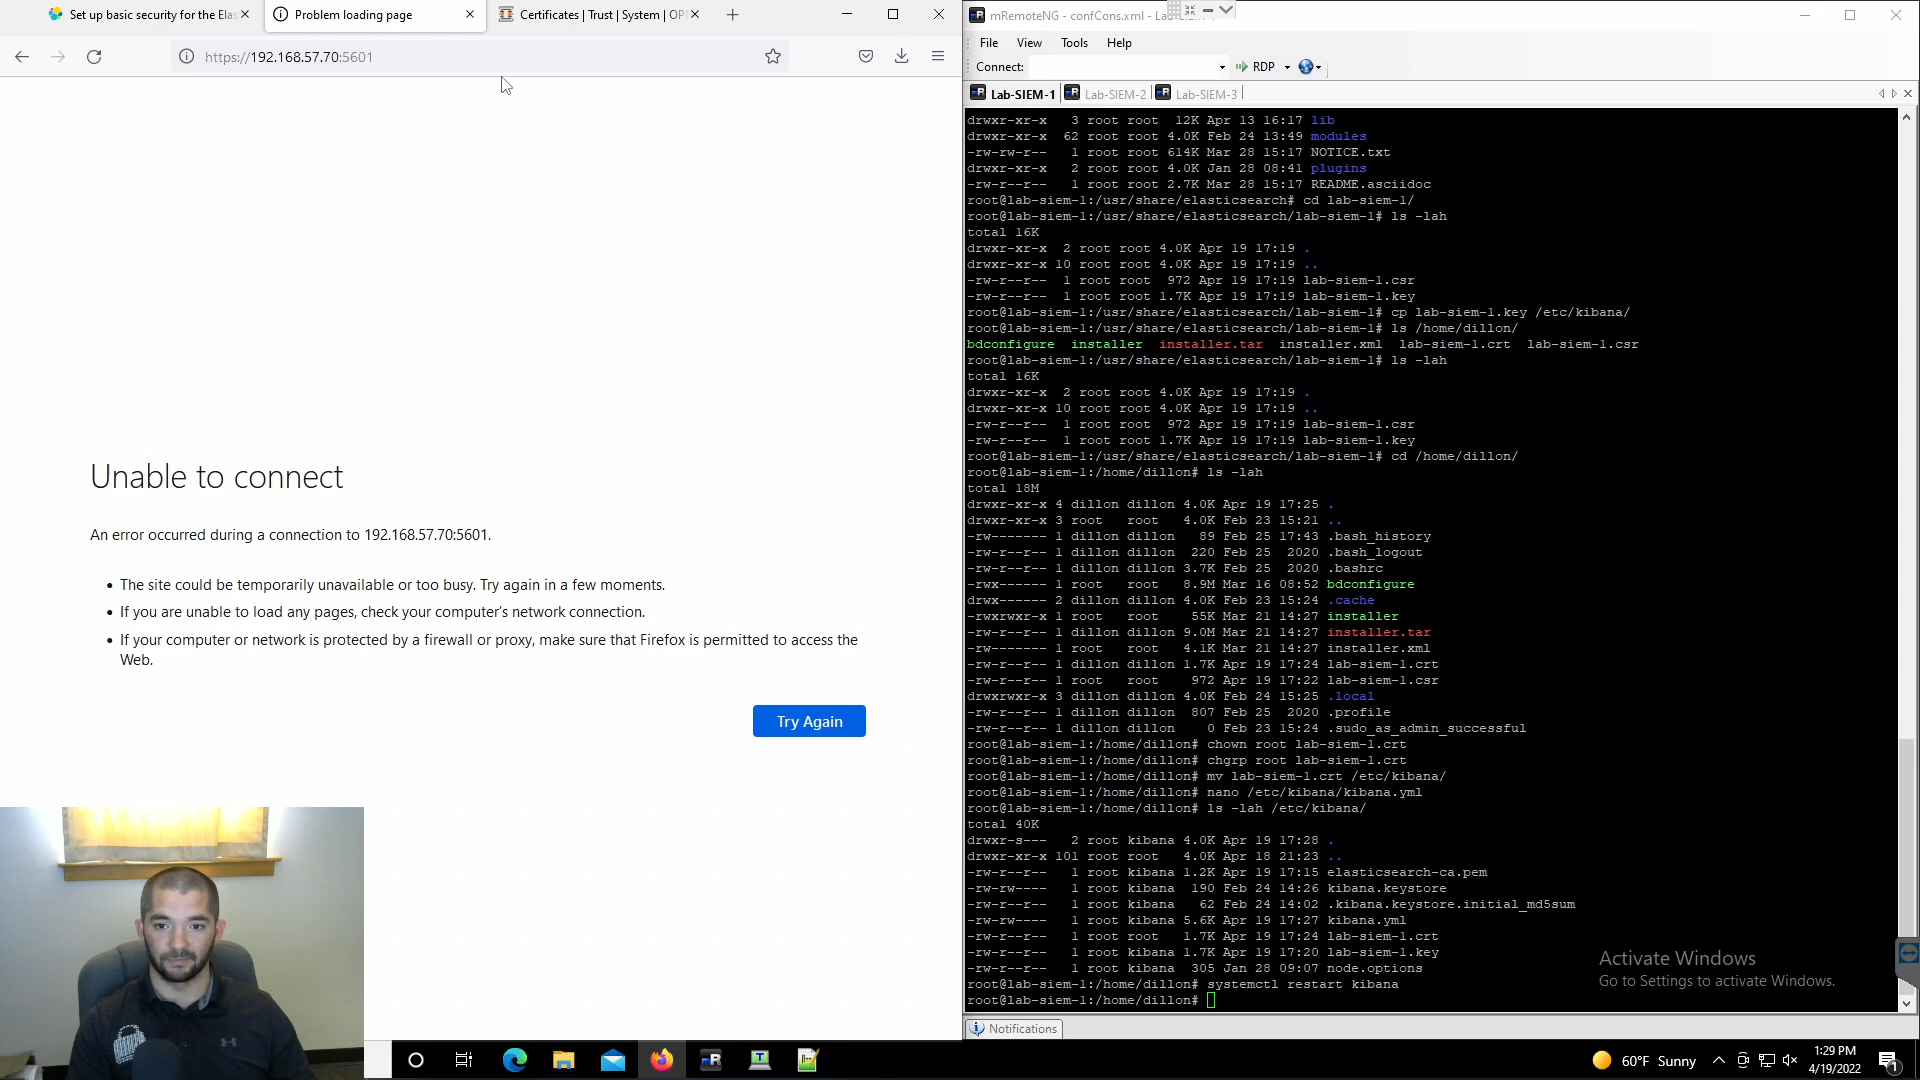 Set up basic security for the Elas
Problem loading page
Certificates | Trust | System | OP
https://192.168.57.70:5601
Unable to connect
An error occurred during a connection to 192.168.57.70:5601.
The site could be temporarily unavailable or too busy. Try again in a few moments.
If you are unable to load any pages, check your computer's network connection.
If your computer or network is protected by a firewall or proxy, make sure that Firefox is permitted to access the
Web.
Try Again
mRemoteNG - confCons.xml - Lab-SIEM-1
File View Tools Help
Connect: RDP
Lab-SIEM-1 Lab-SIEM-2 Lab-SIEM-3
drwxr-xr-x   3 root root  12K Apr 13 16:17 lib
drwxr-xr-x  62 root root 4.0K Feb 24 13:49 modules
-rw-rw-r--   1 root root 614K Mar 28 15:17 NOTICE.txt
drwxr-xr-x   2 root root 4.0K Jan 28 08:41 plugins
-rw-r--r--   1 root root 2.7K Mar 28 15:17 README.asciidoc
root@lab-siem-1:/usr/share/elasticsearch# cd lab-siem-1/
root@lab-siem-1:/usr/share/elasticsearch/lab-siem-1# ls -lah
total 16K
drwxr-xr-x  2 root root 4.0K Apr 19 17:19 .
drwxr-xr-x 10 root root 4.0K Apr 19 17:19 ..
-rw-r--r--  1 root root  972 Apr 19 17:19 lab-siem-1.csr
-rw-r--r--  1 root root 1.7K Apr 19 17:19 lab-siem-1.key
root@lab-siem-1:/usr/share/elasticsearch/lab-siem-1# cp lab-siem-1.key /etc/kibana/
root@lab-siem-1:/usr/share/elasticsearch/lab-siem-1# ls /home/dillon/
bdconfigure  installer  installer.tar  installer.xml  lab-siem-1.crt  lab-siem-1.csr
root@lab-siem-1:/usr/share/elasticsearch/lab-siem-1# ls -lah
total 16K
drwxr-xr-x  2 root root 4.0K Apr 19 17:19 .
drwxr-xr-x 10 root root 4.0K Apr 19 17:19 ..
-rw-r--r--  1 root root  972 Apr 19 17:19 lab-siem-1.csr
-rw-r--r--  1 root root 1.7K Apr 19 17:19 lab-siem-1.key
root@lab-siem-1:/usr/share/elasticsearch/lab-siem-1# cd /home/dillon/
root@lab-siem-1:/home/dillon# ls -lah
total 18M
drwxr-xr-x 4 dillon dillon 4.0K Apr 19 17:25 .
drwxr-xr-x 3 root   root   4.0K Feb 23 15:21 ..
-rw------- 1 dillon dillon   89 Feb 25 17:43 .bash_history
-rw-r--r-- 1 dillon dillon  220 Feb 25  2020 .bash_logout
-rw-r--r-- 1 dillon dillon 3.7K Feb 25  2020 .bashrc
-rwx------ 1 root   root   8.9M Mar 16 08:52 bdconfigure
drwx------ 2 dillon dillon 4.0K Feb 23 15:24 .cache
-rwxrwxr-x 1 root   root    55K Mar 21 14:27 installer
-rw-r--r-- 1 dillon dillon 9.0M Mar 21 14:27 installer.tar
-rw------- 1 root   root   4.1K Mar 21 14:27 installer.xml
-rw-r--r-- 1 dillon dillon 1.7K Apr 19 17:24 lab-siem-1.crt
-rw-r--r-- 1 root   root    972 Apr 19 17:22 lab-siem-1.csr
drwxrwxr-x 3 dillon dillon 4.0K Feb 24 15:25 .local
-rw-r--r-- 1 dillon dillon  807 Feb 25  2020 .profile
-rw-r--r-- 1 dillon dillon    0 Feb 23 15:24 .sudo_as_admin_successful
root@lab-siem-1:/home/dillon# chown root lab-siem-1.crt
root@lab-siem-1:/home/dillon# chgrp root lab-siem-1.crt
root@lab-siem-1:/home/dillon# mv lab-siem-1.crt /etc/kibana/
root@lab-siem-1:/home/dillon# nano /etc/kibana/kibana.yml
root@lab-siem-1:/home/dillon# ls -lah /etc/kibana/
total 40K
drwxr-s---   2 root kibana 4.0K Apr 19 17:28 .
drwxr-xr-x 101 root root   4.0K Apr 18 21:23 ..
-rw-r--r--   1 root kibana 1.2K Apr 19 17:15 elasticsearch-ca.pem
-rw-rw----   1 root kibana  190 Feb 24 14:26 kibana.keystore
-rw-r--r--   1 root kibana   62 Feb 24 14:02 .kibana.keystore.initial_md5sum
-rw-rw----   1 root kibana 5.6K Apr 19 17:27 kibana.yml
-rw-r--r--   1 root root   1.7K Apr 19 17:24 lab-siem-1.crt
-rw-r--r--   1 root kibana 1.7K Apr 19 17:20 lab-siem-1.key
-rw-r--r--   1 root kibana  305 Jan 28 09:07 node.options
root@lab-siem-1:/home/dillon# systemctl restart kibana
root@lab-siem-1:/home/dillon#
Activate Windows
Go to Settings to activate Windows.
Notifications
60°F Sunny
1:29 PM
4/19/2022
1